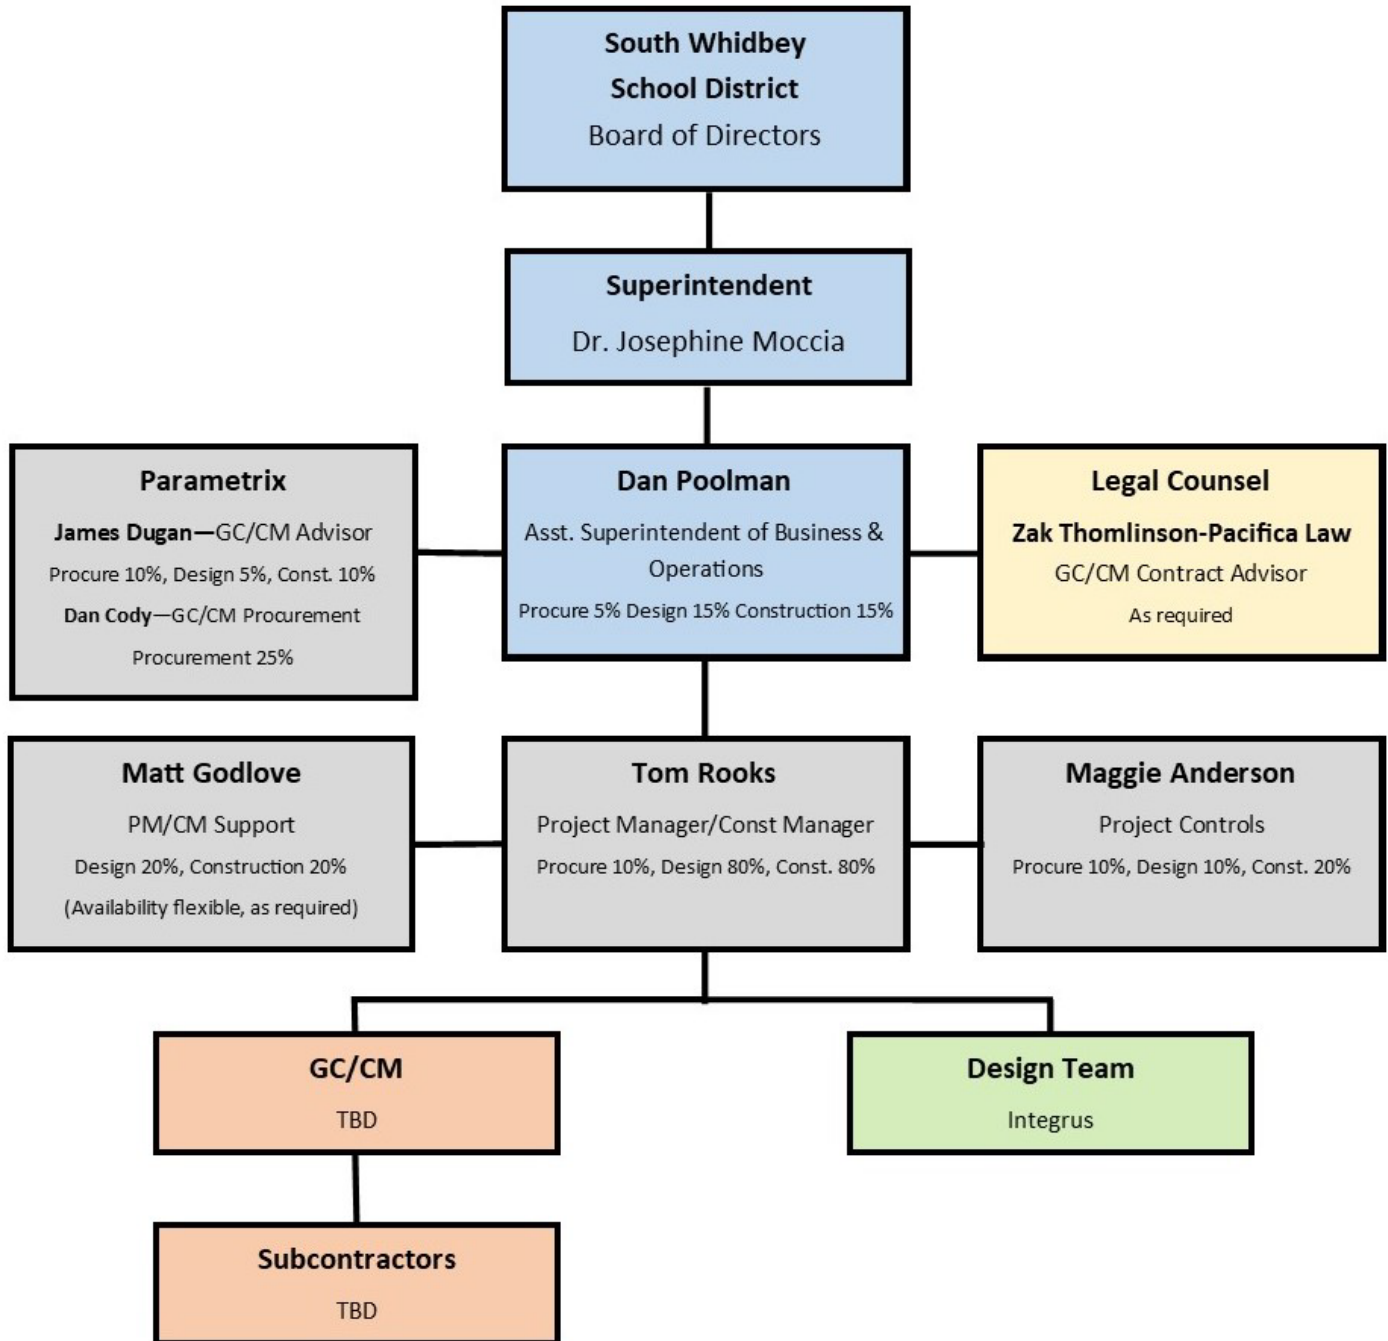 South Whidbey
School District
Board of Directors
Superintendent
Dr. Josephine Moccia
Parametrix
James Dugan—GC/CM Advisor
Procure 10%, Design 5%, Const. 10%
Dan Cody—GC/CM Procurement
Procurement 25%
Dan Poolman
Asst. Superintendent of Business &
Operations
Procure 5% Design 15% Construction 15%
Legal Counsel
Zak Thomlinson-Pacifica Law
GC/CM Contract Advisor
As required
Matt Godlove
PM/CM Support
Design 20%, Construction 20%
(Availability flexible, as required)
Tom Rooks
Project Manager/Const Manager
Procure 10%, Design 80%, Const. 80%
Maggie Anderson
Project Controls
Procure 10%, Design 10%, Const. 20%
GC/CM
TBD
Design Team
Integrus
Subcontractors
TBD